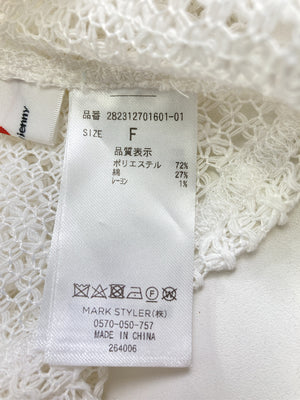 ienny
品番 282312701601-01
SIZE F
品質表示
ポリエステル 72%
綿 27%
レーヨン 1%
MARK STYLER(株)
0570-050-757
MADE IN CHINA
264006